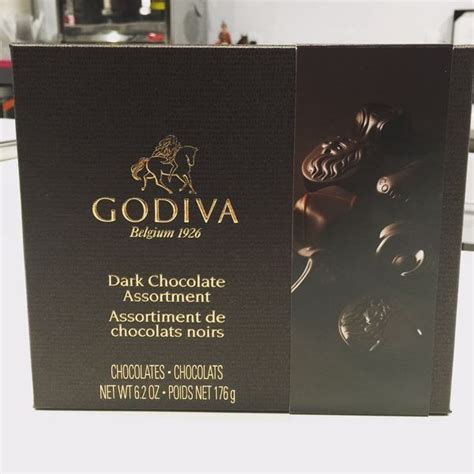 GODIVA
Belgium 1926
Dark Chocolate
Assortment
Assortiment de
chocolats noirs
CHOCOLATES • CHOCOLATS
NET WT 6.2 OZ • POIDS NET 176 g